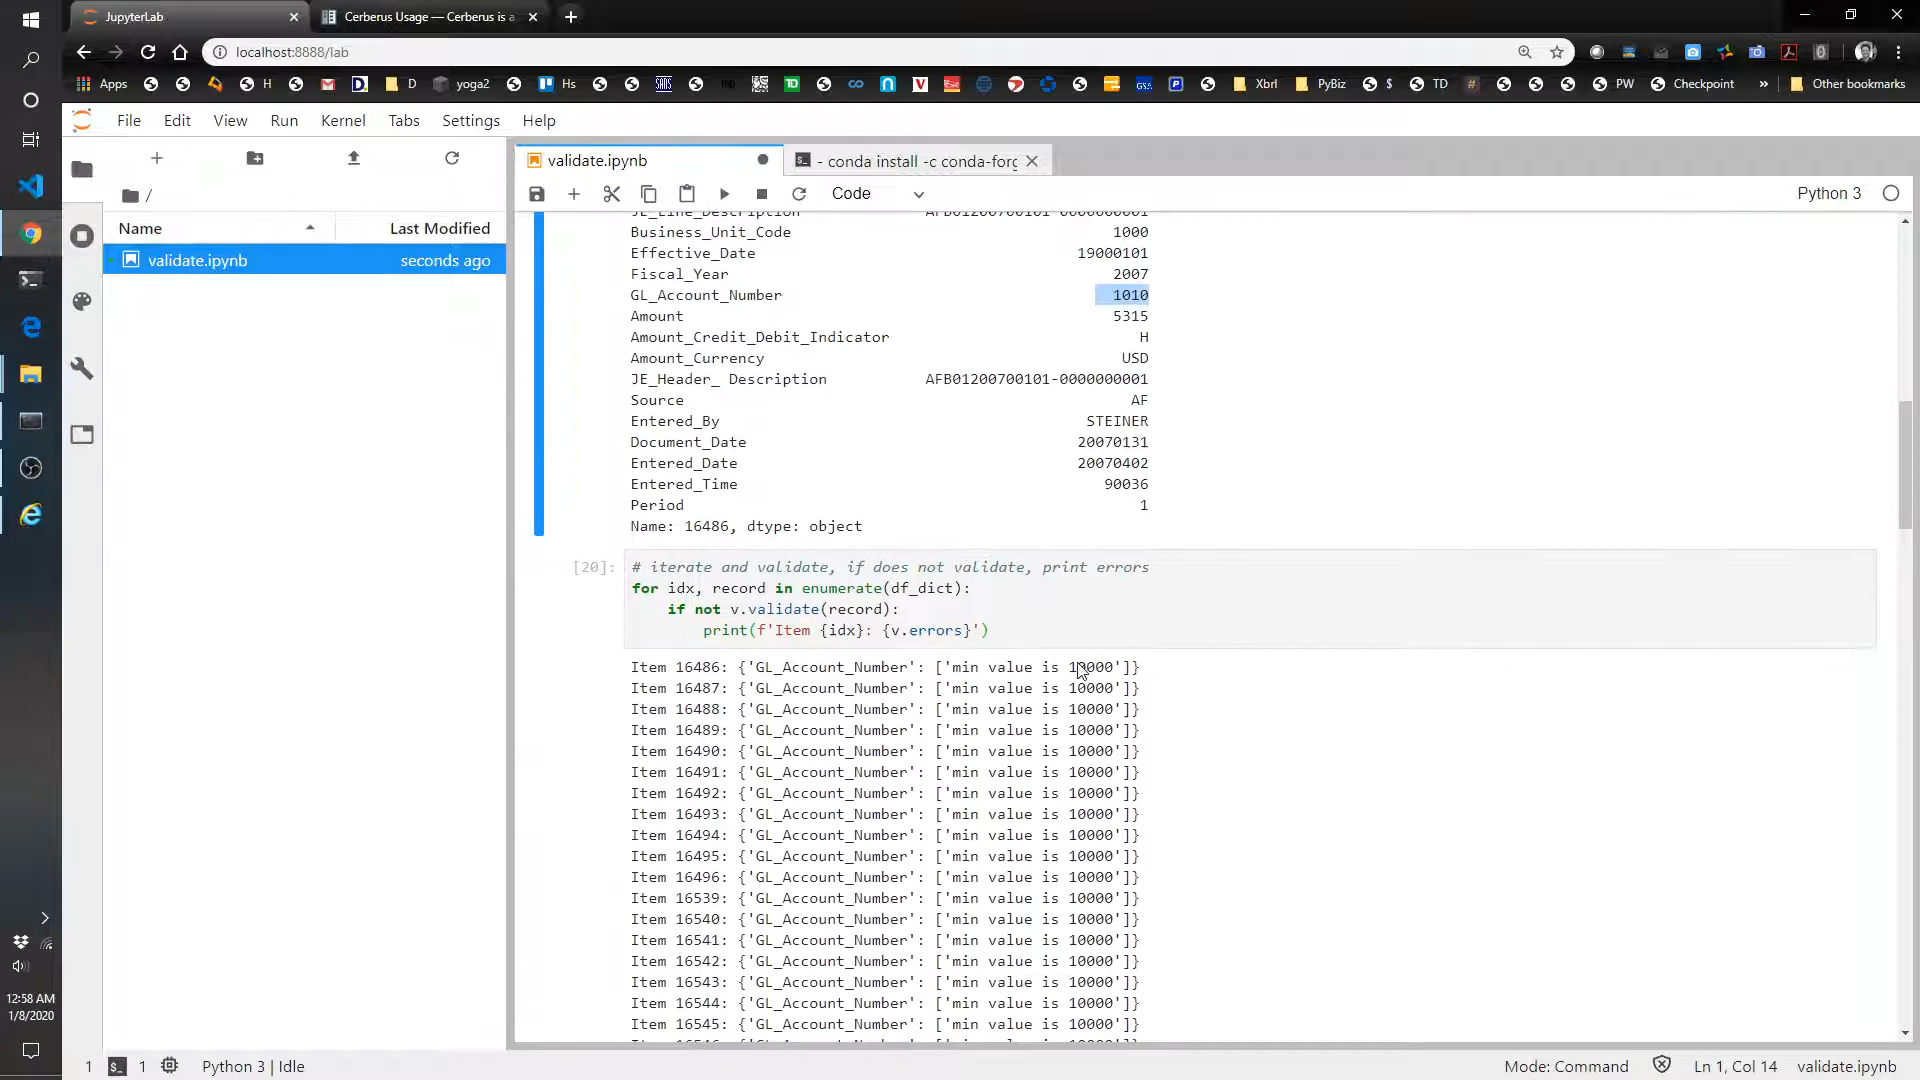 JupyterLab
Cerberus Usage — Cerberus is a
localhost:8888/lab
Apps H D yoga2 Hs SANS TD GSA Xbrl PyBiz $ TD # PW Checkpoint » Other bookmarks
File Edit View Run Kernel Tabs Settings Help
validate.ipynb
- conda install -c conda-forg
/
Code
Python 3
Name Last Modified
validate.ipynb seconds ago
JE_Line_Description AFB01200700101-0000000001
Business_Unit_Code 1000
Effective_Date 19000101
Fiscal_Year 2007
GL_Account_Number 1010
Amount 5315
Amount_Credit_Debit_Indicator H
Amount_Currency USD
JE_Header_ Description AFB01200700101-0000000001
Source AF
Entered_By STEINER
Document_Date 20070131
Entered_Date 20070402
Entered_Time 90036
Period 1
Name: 16486, dtype: object
[20]: # iterate and validate, if does not validate, print errors
for idx, record in enumerate(df_dict):
if not v.validate(record):
print(f'Item {idx}: {v.errors}')
Item 16486: {'GL_Account_Number': ['min value is 10000']}
Item 16487: {'GL_Account_Number': ['min value is 10000']}
Item 16488: {'GL_Account_Number': ['min value is 10000']}
Item 16489: {'GL_Account_Number': ['min value is 10000']}
Item 16490: {'GL_Account_Number': ['min value is 10000']}
Item 16491: {'GL_Account_Number': ['min value is 10000']}
Item 16492: {'GL_Account_Number': ['min value is 10000']}
Item 16493: {'GL_Account_Number': ['min value is 10000']}
Item 16494: {'GL_Account_Number': ['min value is 10000']}
Item 16495: {'GL_Account_Number': ['min value is 10000']}
Item 16496: {'GL_Account_Number': ['min value is 10000']}
Item 16539: {'GL_Account_Number': ['min value is 10000']}
Item 16540: {'GL_Account_Number': ['min value is 10000']}
Item 16541: {'GL_Account_Number': ['min value is 10000']}
Item 16542: {'GL_Account_Number': ['min value is 10000']}
Item 16543: {'GL_Account_Number': ['min value is 10000']}
Item 16544: {'GL_Account_Number': ['min value is 10000']}
Item 16545: {'GL_Account_Number': ['min value is 10000']}
12:58 AM
1/8/2020
1 1 Python 3 | Idle
Mode: Command Ln 1, Col 14 validate.ipynb